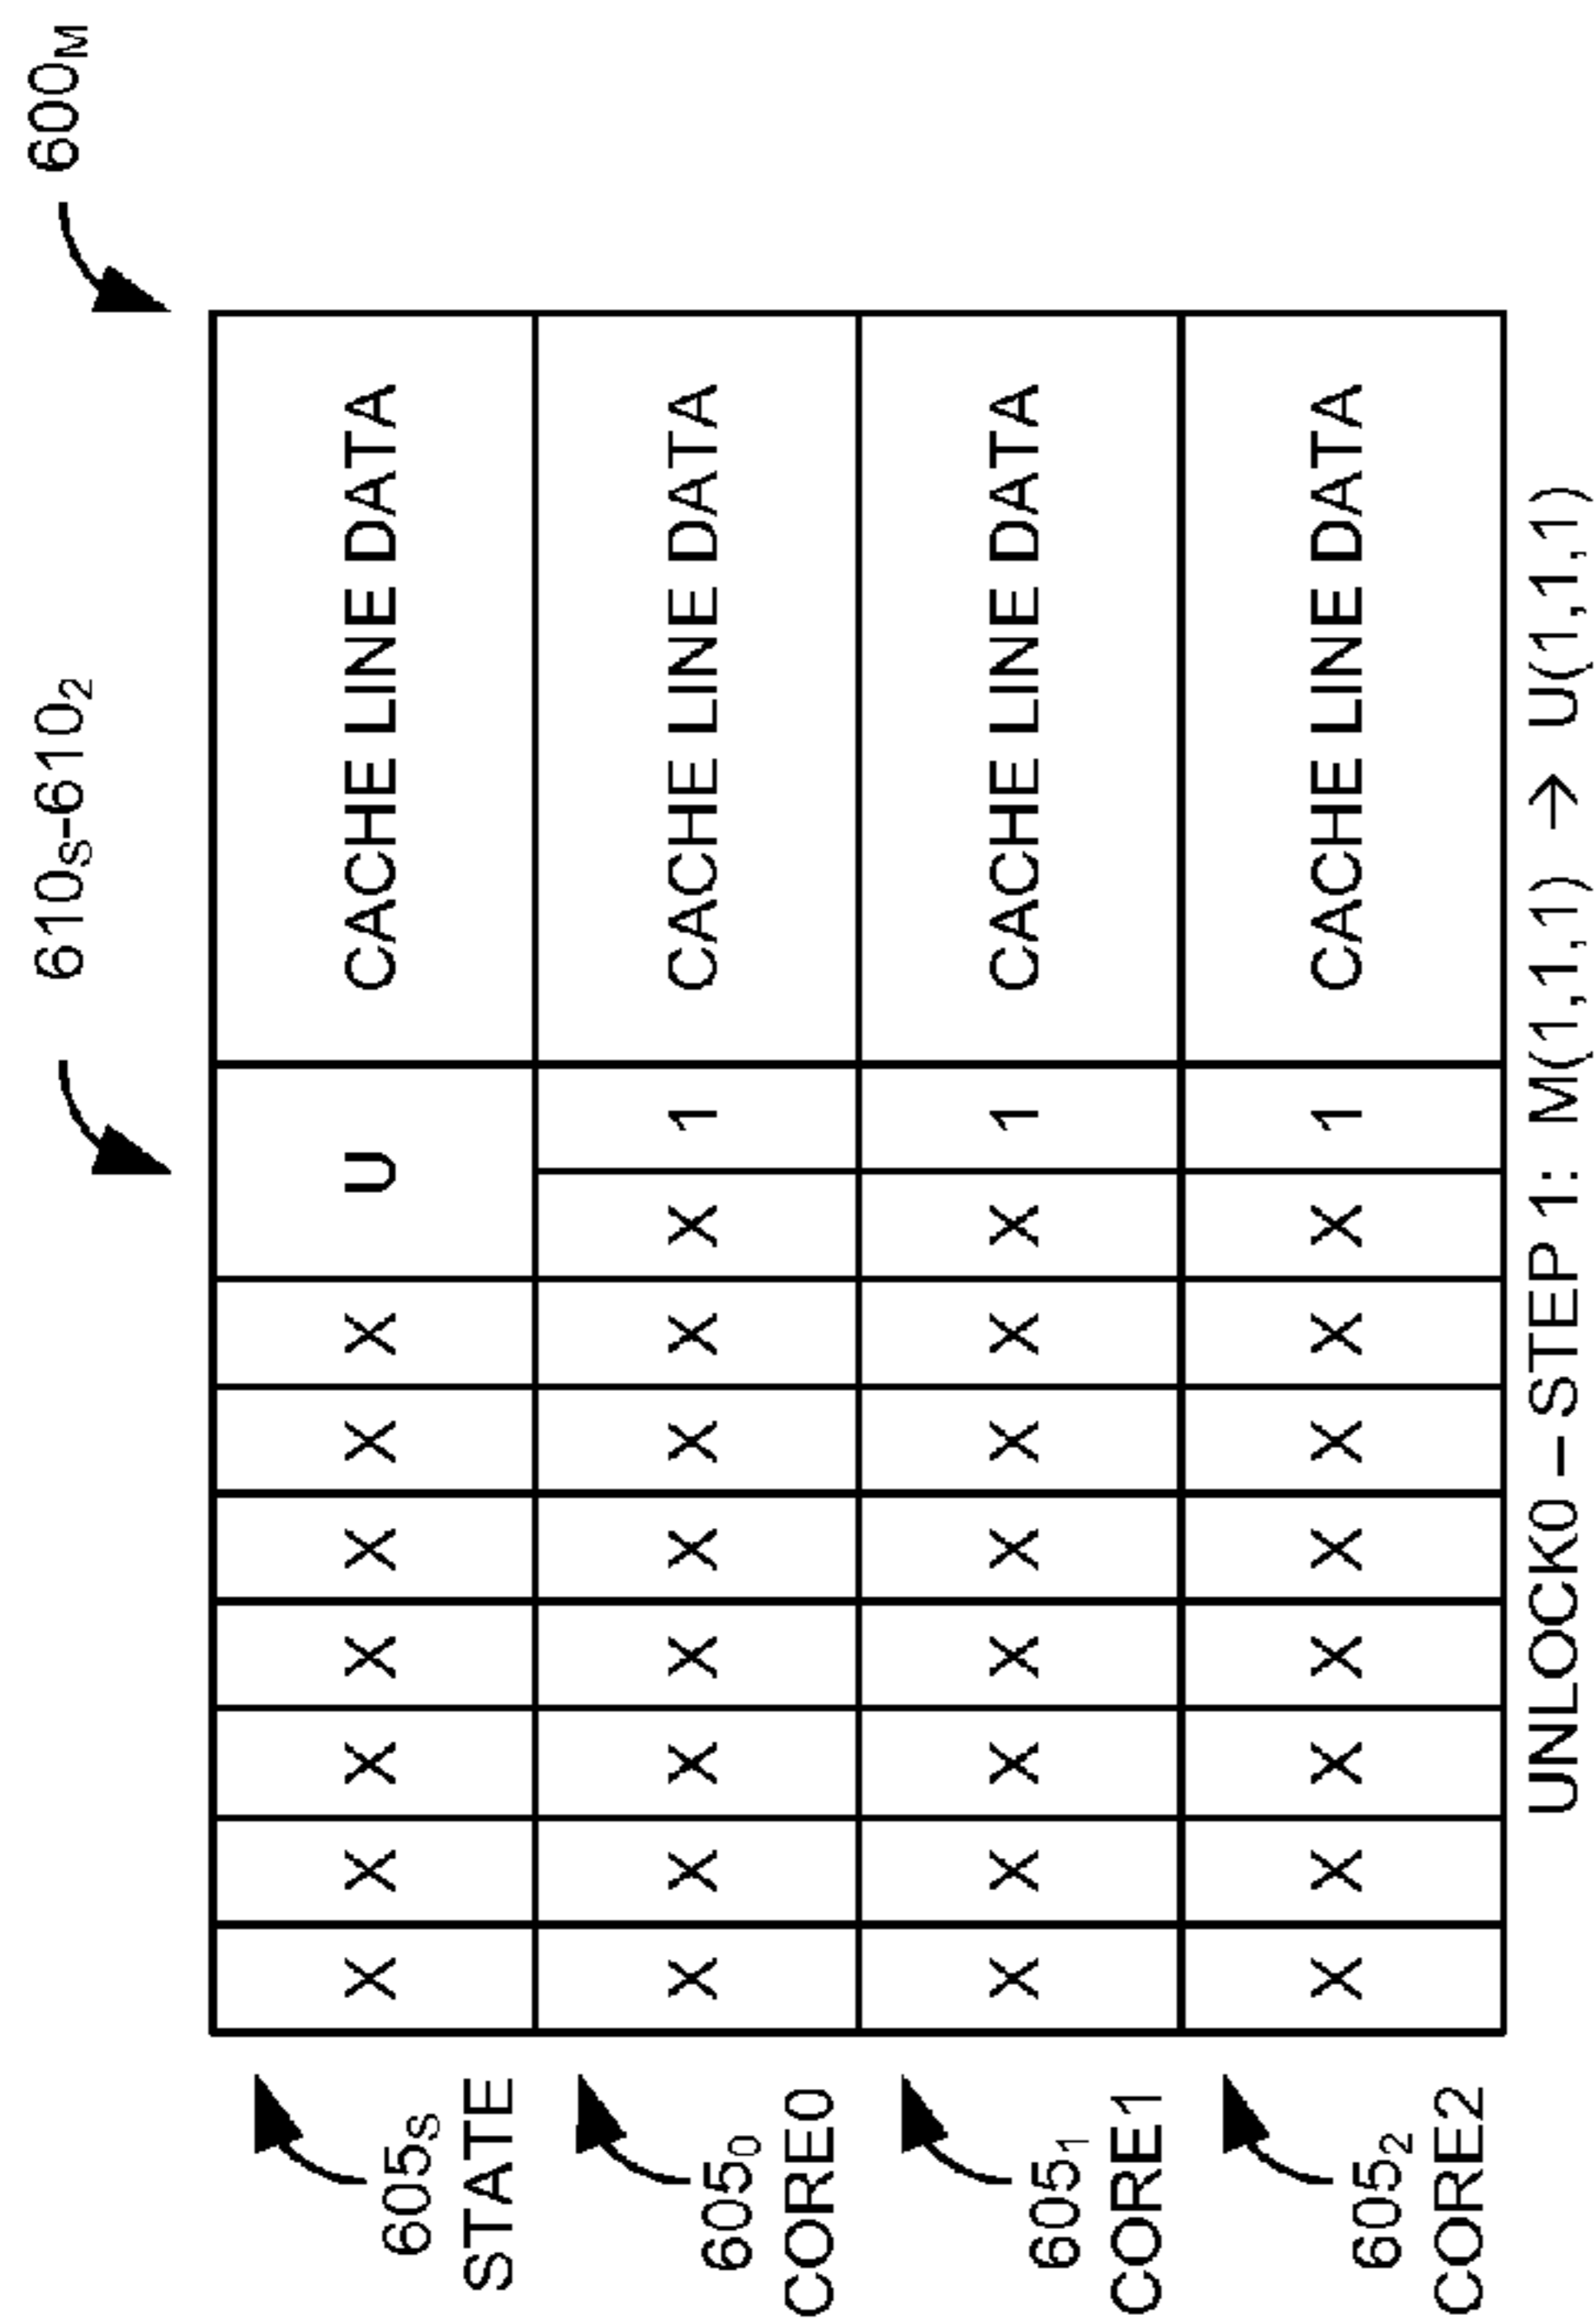 610S-6102 600M
605S
STATE
X X X X X X X U CACHE LINE DATA
6050
CORE0
X X X X X X X X 1 CACHE LINE DATA
6051
CORE1
X X X X X X X X 1 CACHE LINE DATA
6052
CORE2
X X X X X X X X 1 CACHE LINE DATA
UNLOCK0 – STEP 1: M(1,1,1) → U(1,1,1)